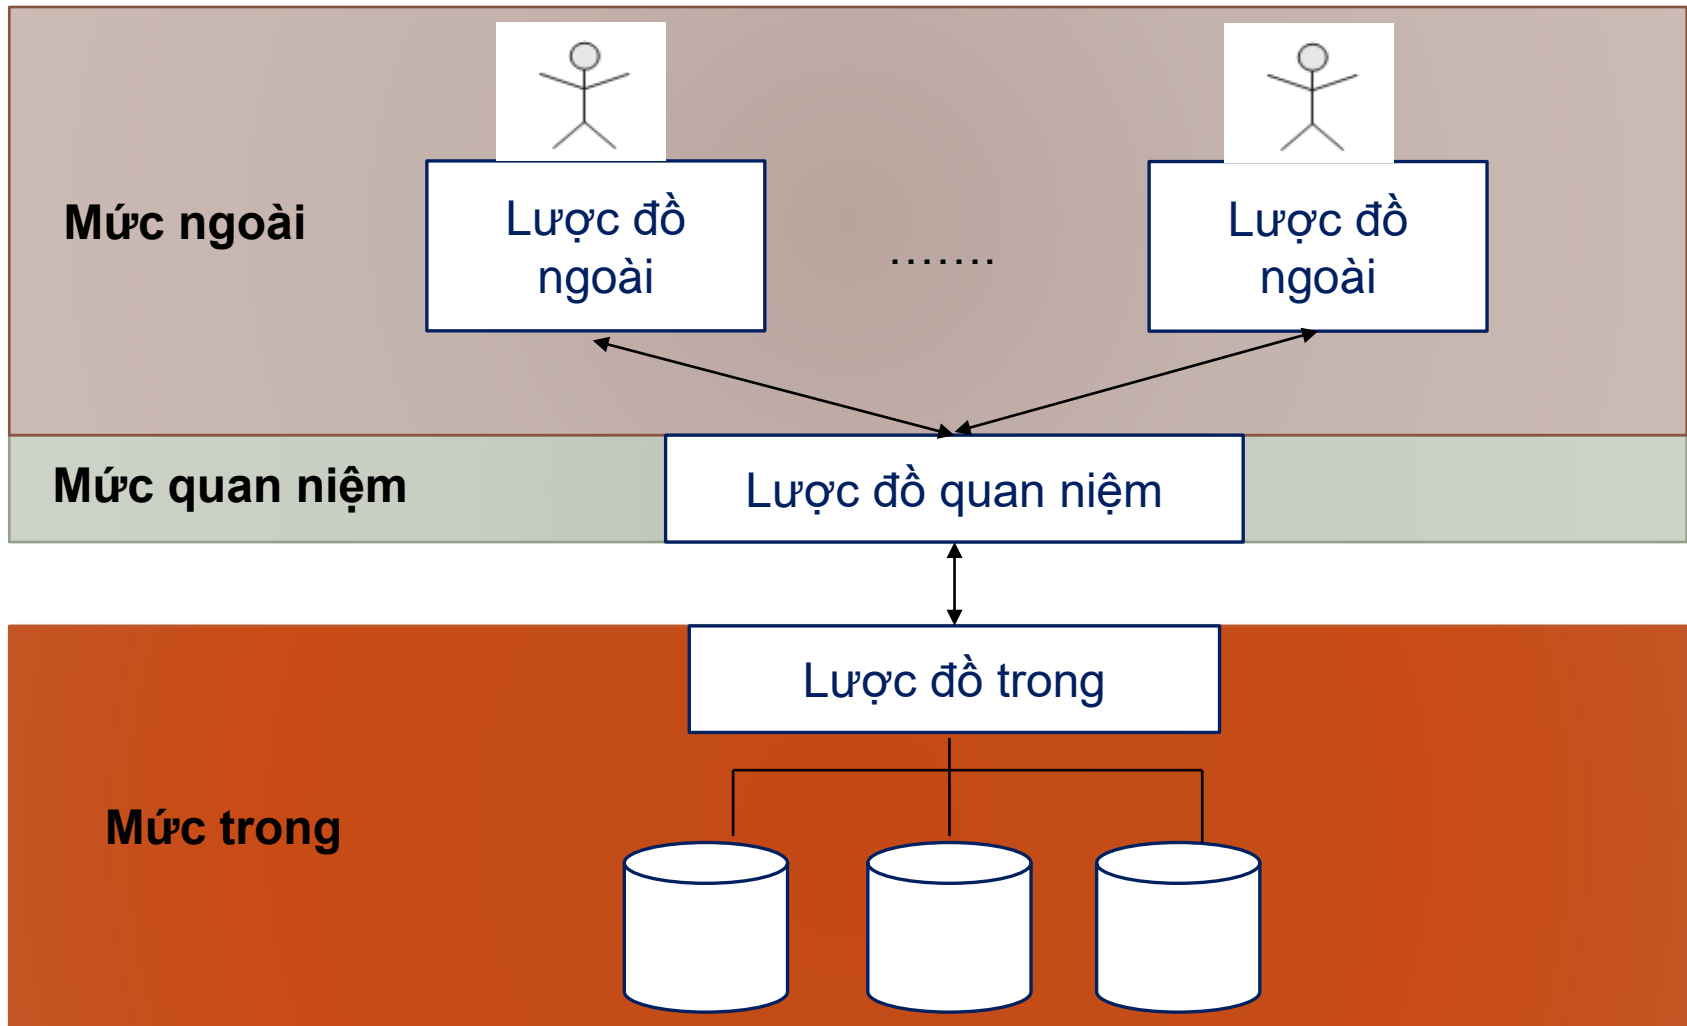 Mức ngoài
Lược đồ
ngoài
.......
Lược đồ
ngoài
Mức quan niệm
Lược đồ quan niệm
Lược đồ trong
Mức trong